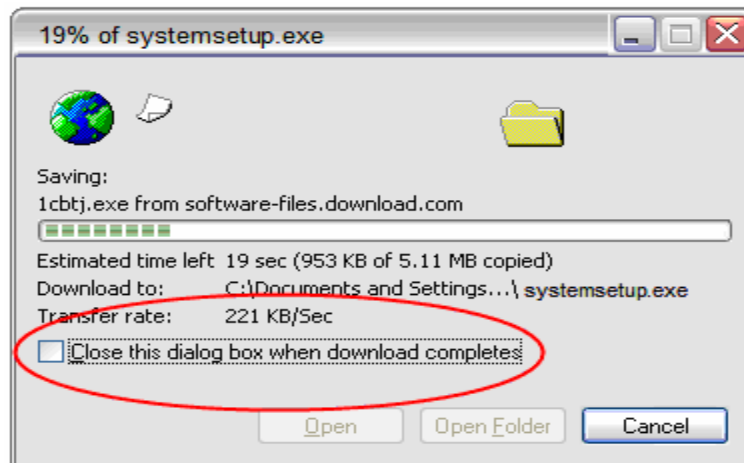 19% of systemsetup.exe
Saving:
1cbtj.exe from software-files.download.com
Estimated time left 19 sec (953 KB of 5.11 MB copied)
Download to: C:\Documents and Settings...\ systemsetup.exe
Transfer rate: 221 KB/Sec
Close this dialog box when download completes
Open Open Folder Cancel